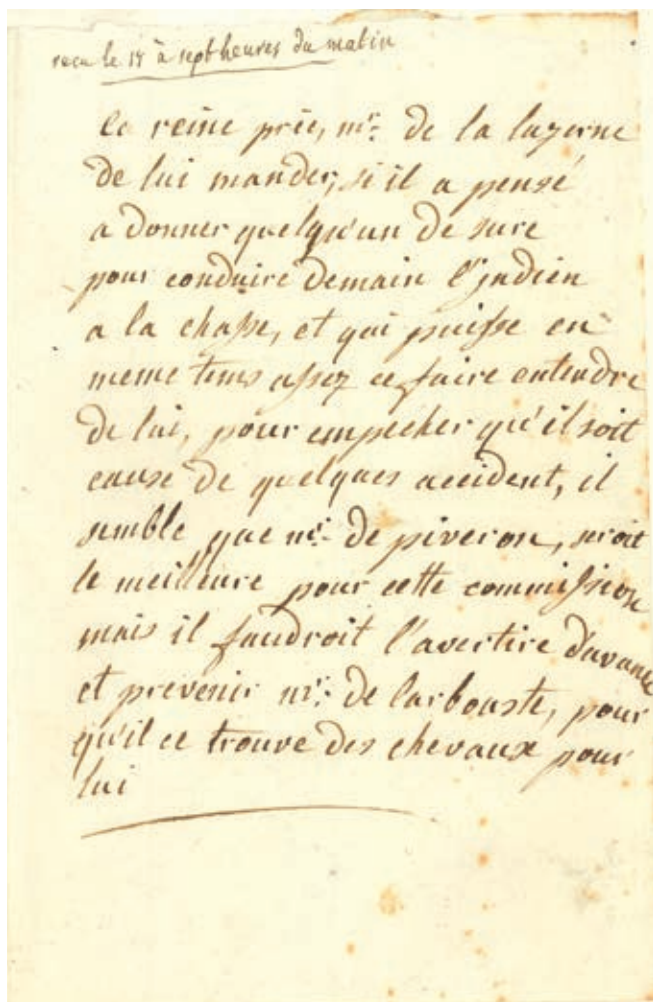 recu le 14 à sept heures du matin
la reine prie, mr: de la luzerne
de lui mander, si il a pensé
a donner quelqu'un de sure
pour conduire demain l'jndien
a la chasse, et qui puisse en
meme tems assez ce faire entendre
de lui, pour empecher qu'il soit
cause de quelques accident, il
semble que mr: de piveron, seroit
le meilleure pour cette commission
mais il faudroit l'avertire d'avance
et prevenir mr: de larbouste, pour
qu'il ce trouve des chevaux pour
lui